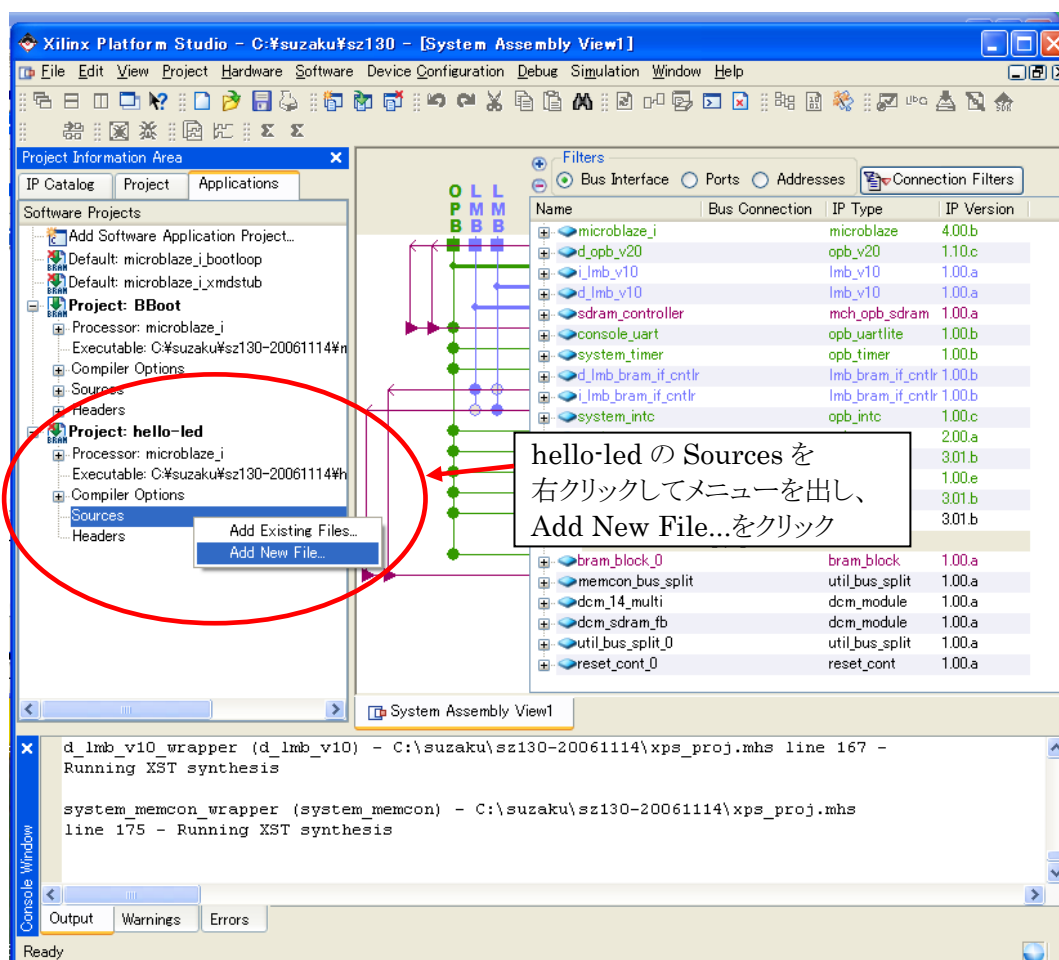 Xilinx Platform Studio - C:¥suzaku¥sz130 - [System Assembly View1]
File Edit View Project Hardware Software Device Configuration Debug Simulation Window Help
Project Information Area
IP Catalog Project Applications
Software Projects
Add Software Application Project...
Default: microblaze_i_bootloop
Default: microblaze_i_xmdstub
Project: BBoot
Processor: microblaze_i
Executable: C:¥suzaku¥sz130-20061114¥m
Compiler Options
Sources
Headers
Project: hello-led
Processor: microblaze_i
Executable: C:¥suzaku¥sz130-20061114¥h
Compiler Options
Sources
Headers
Add Existing Files...
Add New File...
OPB LMB LMB
Filters
Bus Interface Ports Addresses Connection Filters
Name Bus Connection IP Type IP Version
microblaze_i microblaze 4.00.b
d_opb_v20 opb_v20 1.10.c
i_lmb_v10 lmb_v10 1.00.a
d_lmb_v10 lmb_v10 1.00.a
sdram_controller mch_opb_sdram 1.00.a
console_uart opb_uartlite 1.00.b
system_timer opb_timer 1.00.b
d_lmb_bram_if_cntlr lmb_bram_if_cntlr 1.00.b
i_lmb_bram_if_cntlr lmb_bram_if_cntlr 1.00.b
system_intc opb_intc 1.00.c
2.00.a
3.01.b
1.00.e
3.01.b
3.01.b
hello-led の Sources を
右クリックしてメニューを出し、
Add New File...をクリック
bram_block_0 bram_block 1.00.a
memcon_bus_split util_bus_split 1.00.a
dcm_14_multi dcm_module 1.00.a
dcm_sdram_fb dcm_module 1.00.a
util_bus_split_0 util_bus_split 1.00.a
reset_cont_0 reset_cont 1.00.a
System Assembly View1
d_lmb_v10_wrapper (d_lmb_v10) - C:\suzaku\sz130-20061114\xps_proj.mhs line 167 -
Running XST synthesis
system_memcon_wrapper (system_memcon) - C:\suzaku\sz130-20061114\xps_proj.mhs
line 175 - Running XST synthesis
Console Window
Output Warnings Errors
Ready